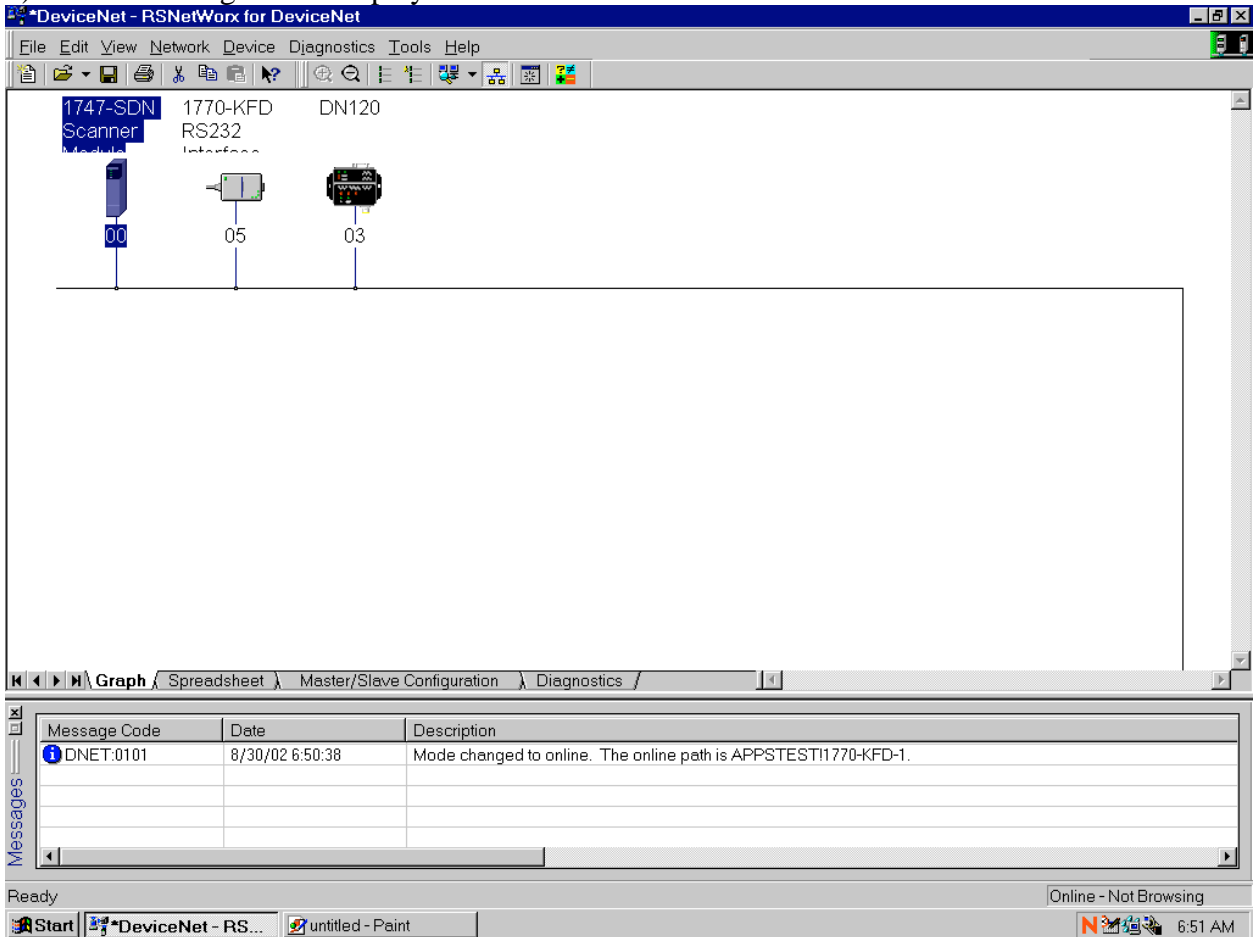 *DeviceNet - RSNetWorx for DeviceNet
File Edit View Network Device Diagnostics Tools Help
1747-SDN 1770-KFD DN120
Scanner RS232
Module Interface
00 05 03
Graph Spreadsheet Master/Slave Configuration Diagnostics
Message Code Date Description
DNET:0101 8/30/02 6:50:38 Mode changed to online. The online path is APPSTEST!1770-KFD-1.
Messages
Ready Online - Not Browsing
Start *DeviceNet - RS... untitled - Paint N 6:51 AM